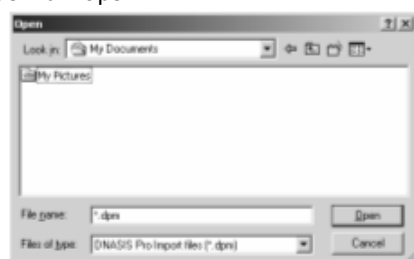 Open
Look in: My Documents
My Pictures
File name: *.dpm
Open
Files of type: DNASIS Pro Import files (*.dpm)
Cancel